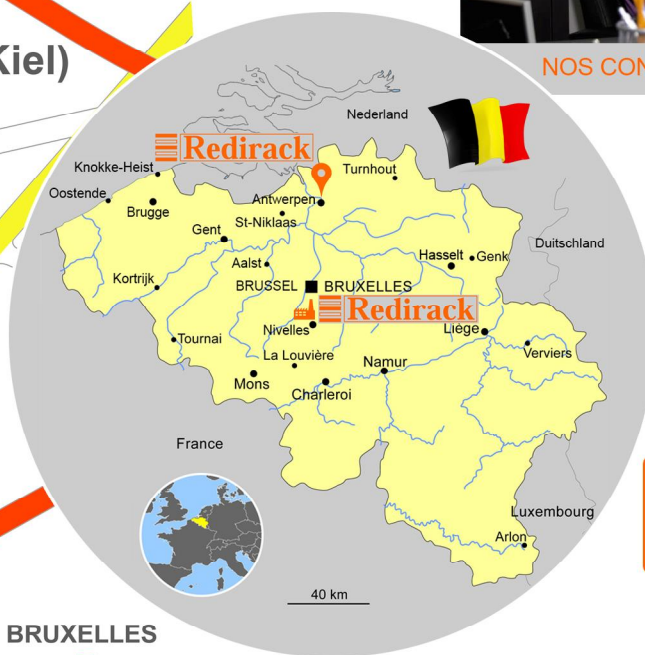 Kiel)
NOS CON
Nederland
Redirack
Knokke-Heist
Turnhout
Oostende
Antwerpen
Brugge
St-Niklaas
Gent
Duitschland
Hasselt
Genk
Aalst
Kortrijk
BRUSSEL
BRUXELLES
Redirack
Nivelles
Liège
Tournai
La Louvière
Verviers
Namur
Mons
Charleroi
France
Luxembourg
Arlon
40 km
BRUXELLES